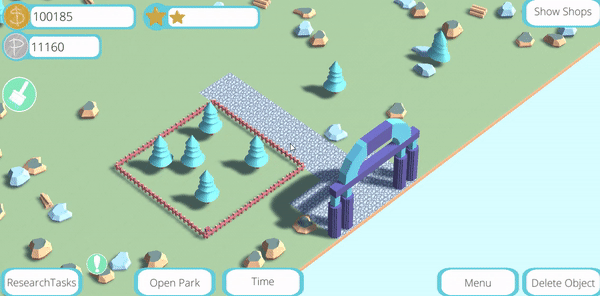 100185
Show Shops
11160
ResearchTasks
Open Park
Time
Menu
Delete Object